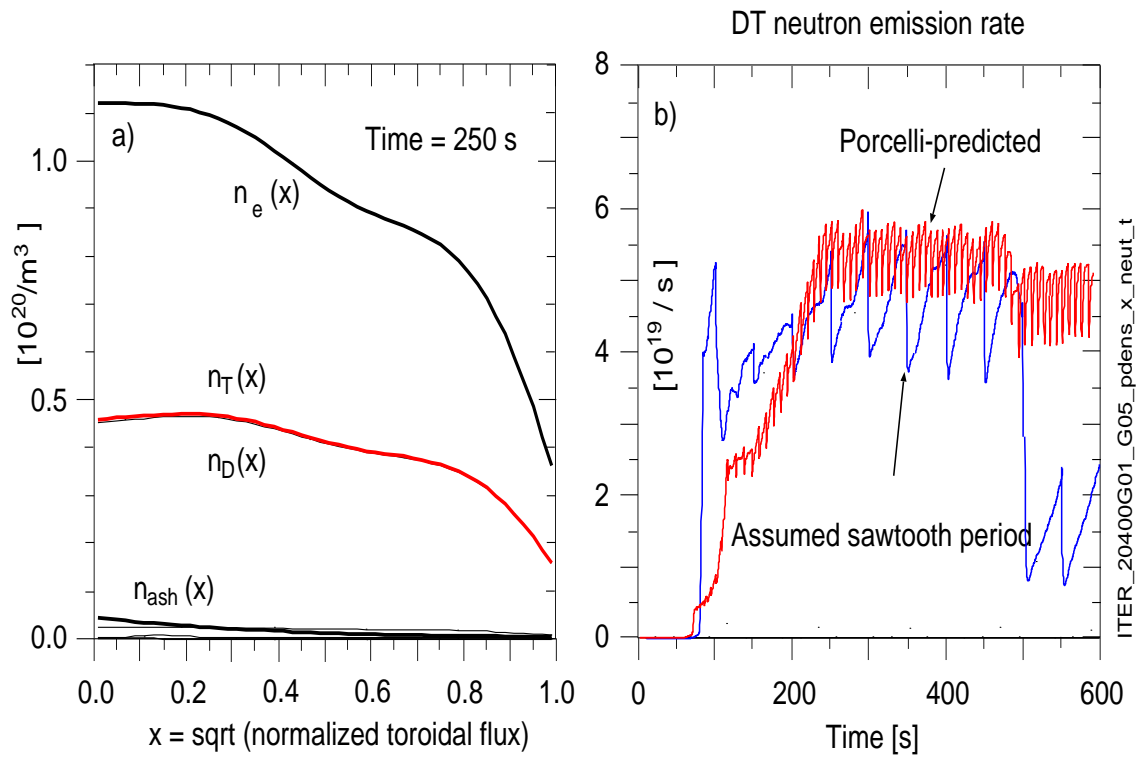 DT neutron emission rate
a)
Time = 250 s
n_e (x)
n_T (x)
n_D (x)
n_ash (x)
[10^20/m^3]
1.0
0.5
0.0
0.0 0.2 0.4 0.6 0.8 1.0
x = sqrt (normalized toroidal flux)
b)
Porcelli-predicted
Assumed sawtooth period
[10^19 / s]
8
6
4
2
0
0 200 400 600
Time [s]
ITER_20400G01_G05_pdens_x_neut_t